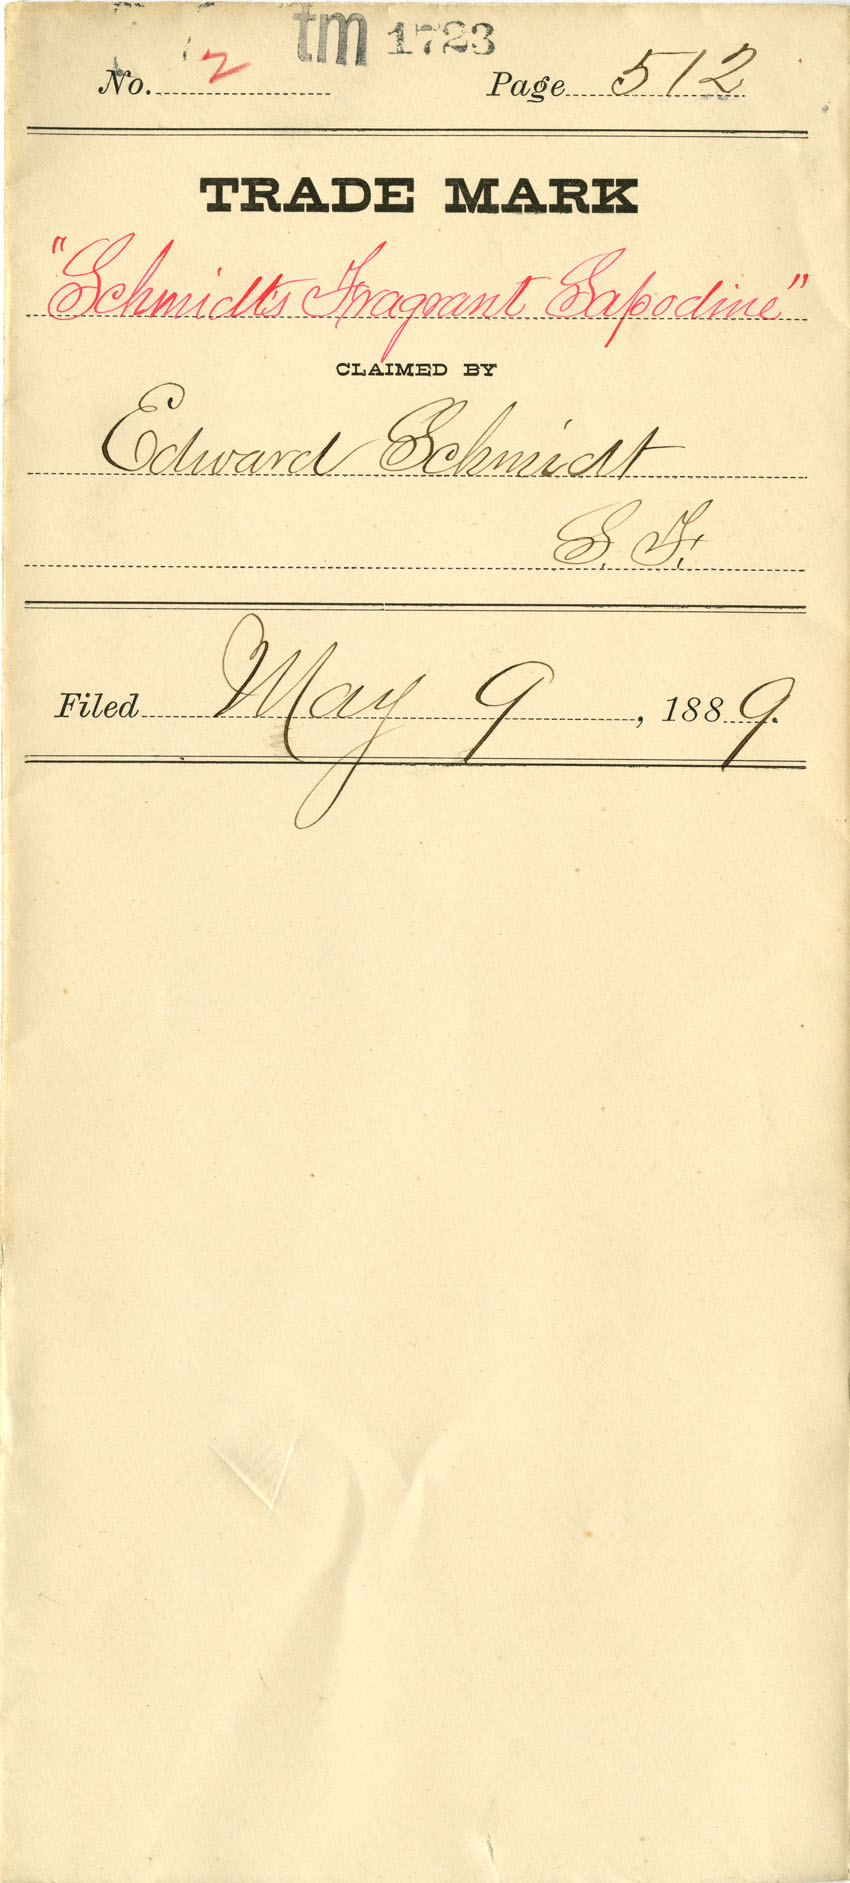 tm 1723
No. 2 Page 512
TRADE MARK
"Schmidt's Fragrant Sapodine"
CLAIMED BY
Edward Schmidt
S. F.
Filed May 9, 1889.